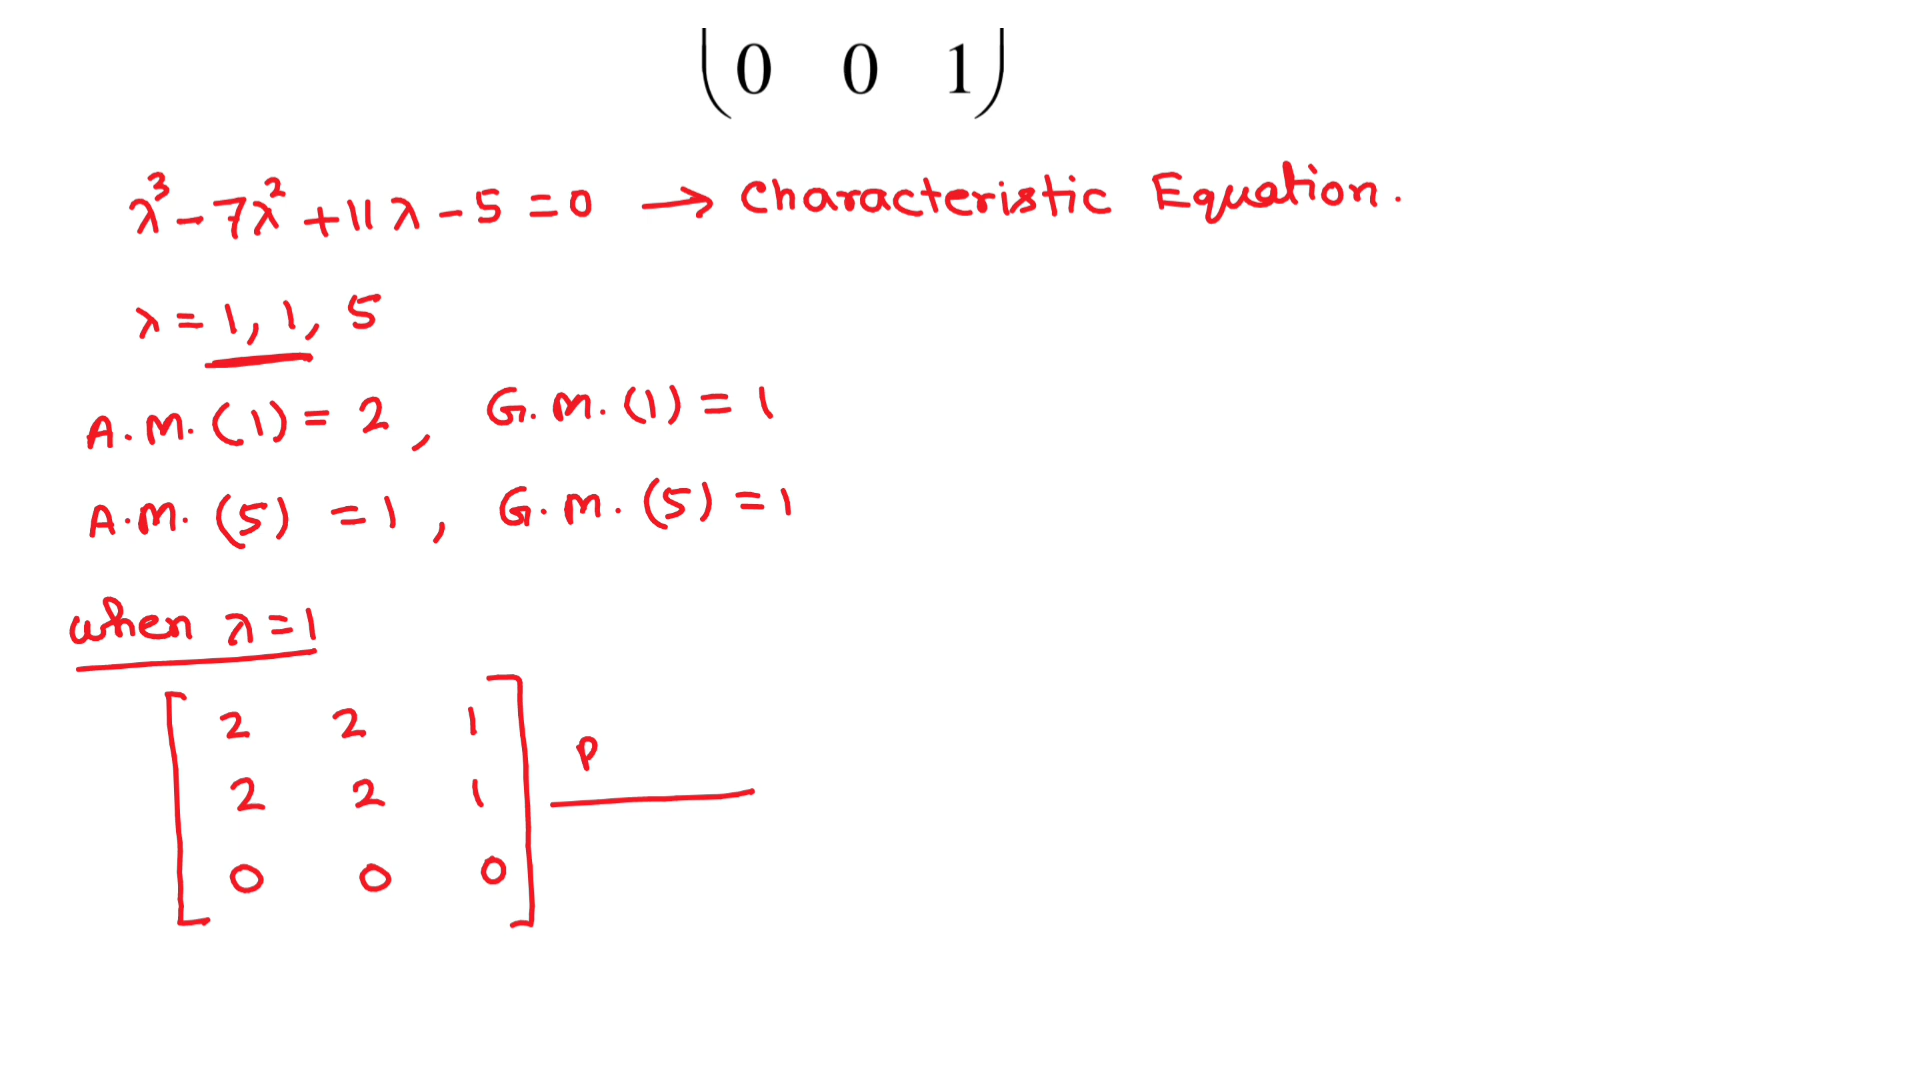 0 0 1
λ³ - 7λ² + 11λ - 5 = 0 → Characteristic Equation.
λ = 1, 1, 5
A.M.(1) = 2, G.M.(1) = 1
A.M.(5) = 1, G.M.(5) = 1
when λ = 1
2 2 1
P
2 2 1
0 0 0